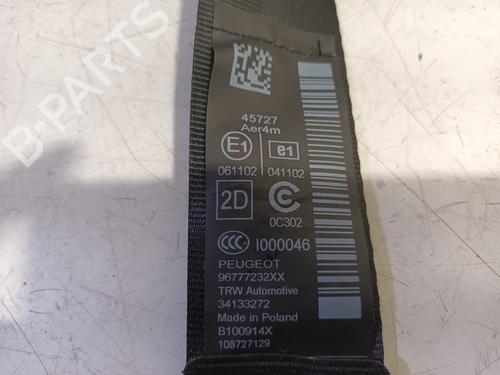 B-PARTS
45727
Aer4m
E1 e1
061102 041102
2D
0C302
CCC I000046
PEUGEOT
96777232XX
TRW Automotive
34133272
Made in Poland
B100914X
108727129